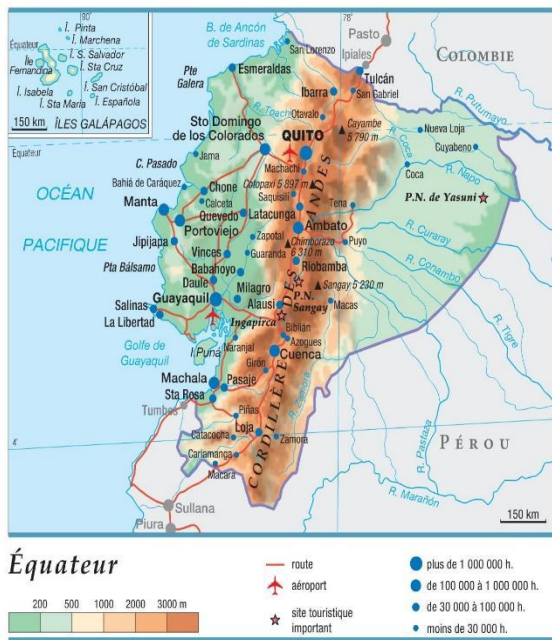 80°
78°
Î. Pinta
Î. Marchena
Équateur
Î. S. Salvador
Île
Fernandina
Î. Sta Cruz
Î. San Cristóbal
Î. Isabela
Î. Sta María
Î. Española
150 km
ÎLES GALÁPAGOS
B. de Ancón
de Sardinas
San Lorenzo
Pasto
Ipiales
COLOMBIE
Pte
Galera
Esmeraldas
Tulcán
San Gabriel
Ibarra
R. Toachi
Otavalo
R. Putumayo
Sto Domingo
de los Colorados
QUITO
Cayambe
5 790 m
Nueva Loja
Cuyabeno
Equateur
Jama
Machachi
R. Coca
Coca
R. Napo
C. Pasado
Cotopaxi 5 897 m
OCÉAN
PACIFIQUE
Bahiá de Caráquez
Chone
Saquisilí
P.N. de Yasuni
Manta
Calceta
Quevedo
Latacunga
Tena
Portoviejo
Ambato
Jipijapa
Zapotal
Chimborazo
6 310 m
Puyo
R. Curaray
Vinces
Guaranda
Pta Bálsamo
Babahoyo
Riobamba
R. Conambo
Daule
Sangay 5 230 m
P.N.
Sangay
Guayaquil
Milagro
Alausí
Macas
Salinas
La Libertad
Ingapirca
R. Tigre
Biblián
Golfe de
Guayaquil
I. Puná
Naranjal
Azogues
Cuenca
Girón
Machala
Pasaje
Sta Rosa
Tumbes
Piñas
R. Zamora
Loja
Catacocha
Zamora
Cariamanga
Macará
CORDILLÈRES DES ANDES
R. Pastaza
PÉROU
R. Marañón
Sullana
Piura
150 km
Équateur
200 500 1000 2000 3000 m
route
aéroport
site touristique
important
plus de 1 000 000 h.
de 100 000 à 1 000 000 h.
de 30 000 à 100 000 h.
moins de 30 000 h.